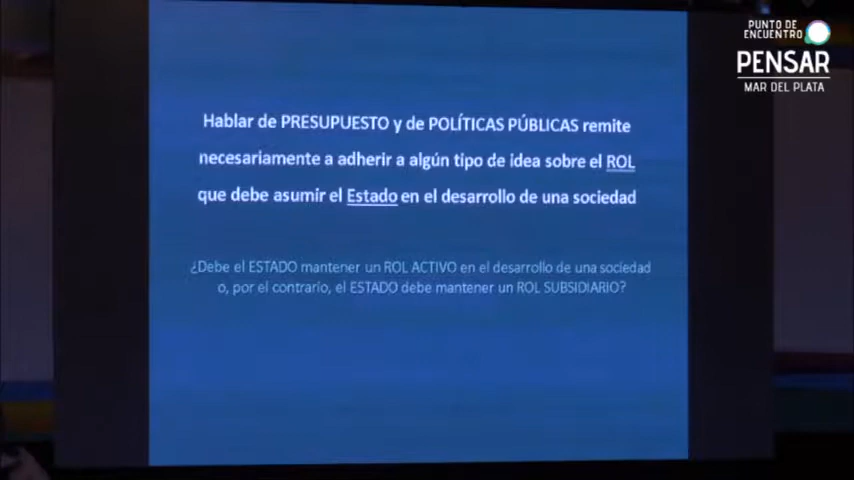 PUNTO DE
ENCUENTRO
PENSAR
MAR DEL PLATA
Hablar de PRESUPUESTO y de POLÍTICAS PÚBLICAS remite
necesariamente a adherir a algún tipo de idea sobre el ROL
que debe asumir el Estado en el desarrollo de una sociedad
¿Debe el ESTADO mantener un ROL ACTIVO en el desarrollo de una sociedad
o, por el contrario, el ESTADO debe mantener un ROL SUBSIDIARIO?